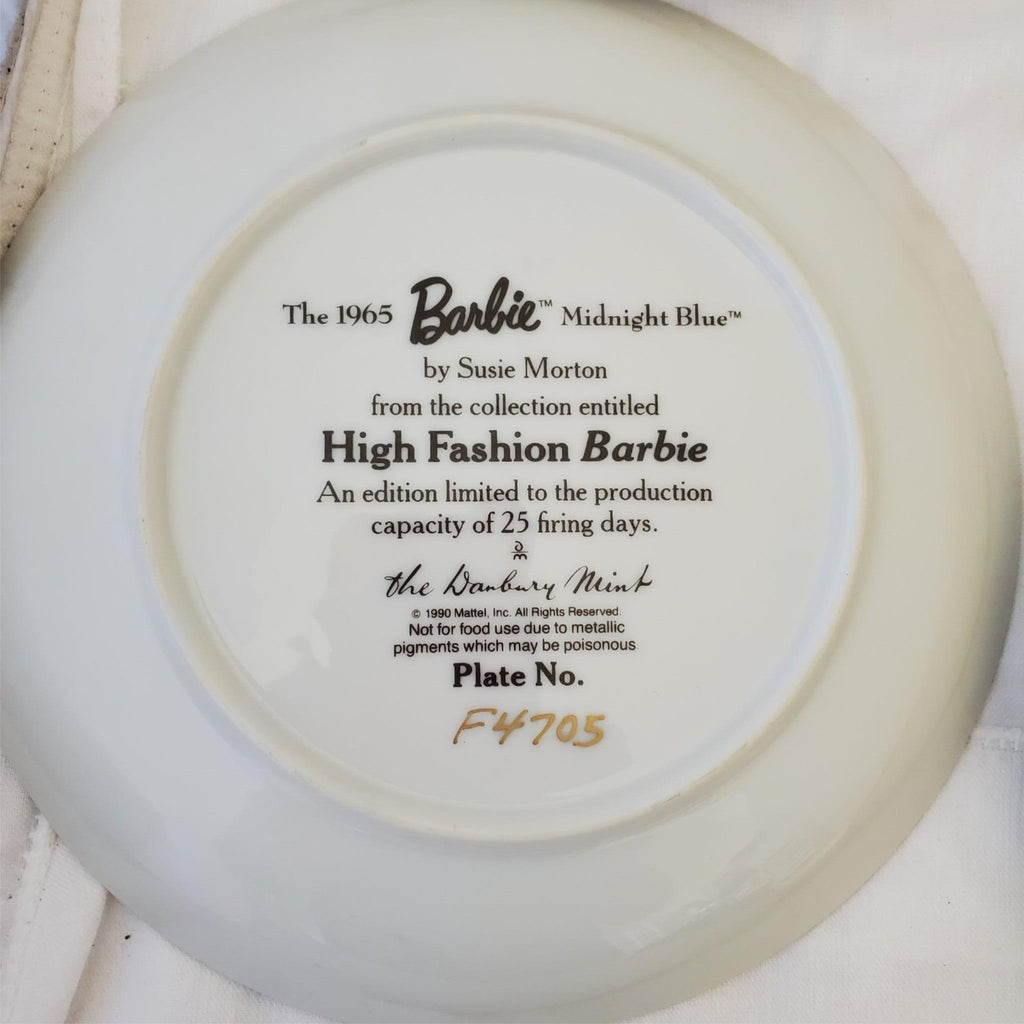 The 1965 Barbie™ Midnight Blue™
by Susie Morton
from the collection entitled
High Fashion Barbie
An edition limited to the production
capacity of 25 firing days.
dm
the Danbury Mint
© 1990 Mattel, Inc. All Rights Reserved.
Not for food use due to metallic
pigments which may be poisonous.
Plate No.
F4705